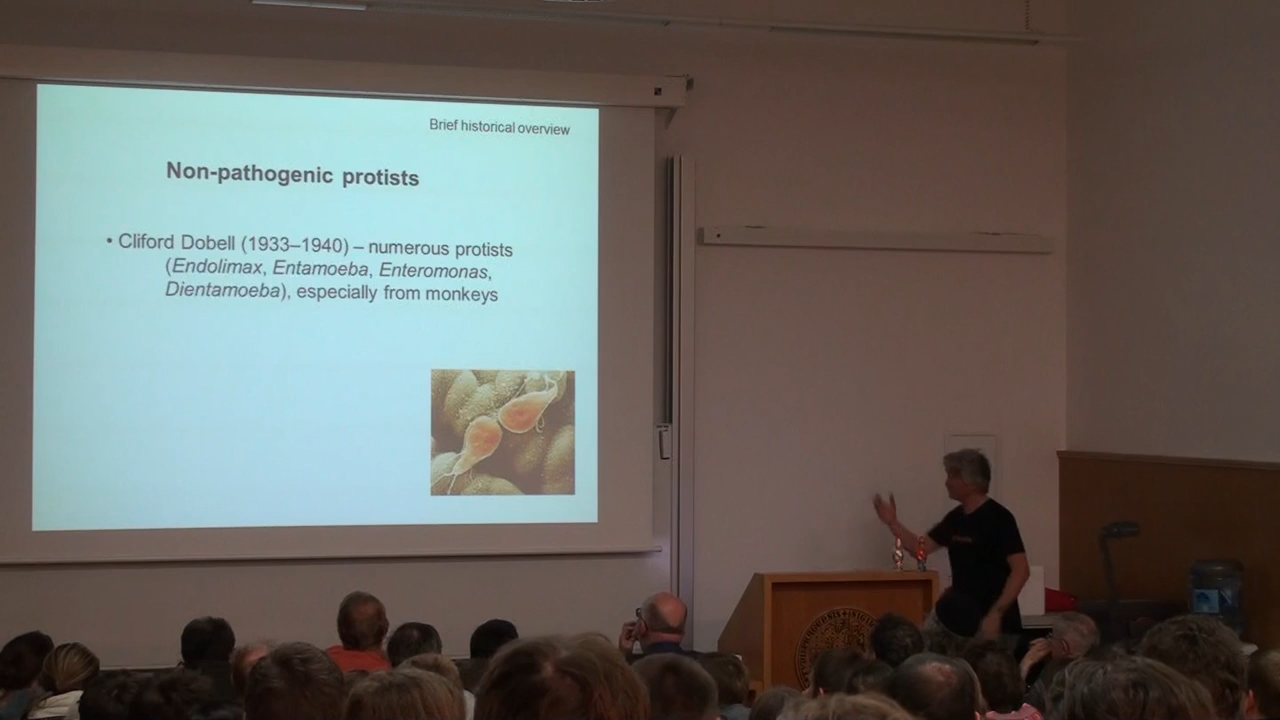 Brief historical overview
Non-pathogenic protists
• Cliford Dobell (1933–1940) – numerous protists
(Endolimax, Entamoeba, Enteromonas,
Dientamoeba), especially from monkeys